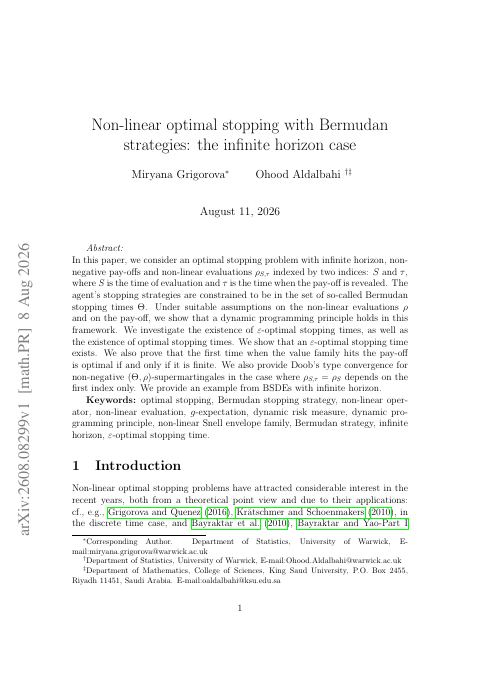 Non-linear optimal stopping with Bermudan
strategies: the infinite horizon case
Miryana Grigorova* Ohood Aldalbahi †‡
August 11, 2026
Abstract:
In this paper, we consider an optimal stopping problem with infinite horizon, non-
negative pay-offs and non-linear evaluations ρS,τ indexed by two indices: S and τ,
where S is the time of evaluation and τ is the time when the pay-off is revealed. The
agent's stopping strategies are constrained to be in the set of so-called Bermudan
stopping times Θ. Under suitable assumptions on the non-linear evaluations ρ
and on the pay-off, we show that a dynamic programming principle holds in this
framework. We investigate the existence of ε-optimal stopping times, as well as
the existence of optimal stopping times. We show that an ε-optimal stopping time
exists. We also prove that the first time when the value family hits the pay-off
is optimal if and only if it is finite. We also provide Doob's type convergence for
non-negative (Θ, ρ)-supermartingales in the case where ρS,τ = ρS depends on the
first index only. We provide an example from BSDEs with infinite horizon.
Keywords: optimal stopping, Bermudan stopping strategy, non-linear oper-
ator, non-linear evaluation, g-expectation, dynamic risk measure, dynamic pro-
gramming principle, non-linear Snell envelope family, Bermudan strategy, infinite
horizon, ε-optimal stopping time.
1 Introduction
Non-linear optimal stopping problems have attracted considerable interest in the
recent years, both from a theoretical point view and due to their applications:
cf., e.g., Grigorova and Quenez (2016), Krätschmer and Schoenmakers (2010), in
the discrete time case, and Bayraktar et al. (2010), Bayraktar and Yao-Part I
*Corresponding Author. Department of Statistics, University of Warwick, E-
mail:miryana.grigorova@warwick.ac.uk
†Department of Statistics, University of Warwick, E-mail:Ohood.Aldalbahi@warwick.ac.uk
‡Department of Mathematics, College of Sciences, King Saud University, P.O. Box 2455,
Riyadh 11451, Saudi Arabia. E-mail:oaldalbahi@ksu.edu.sa
1
arXiv:2608.08299v1 [math.PR] 8 Aug 2026